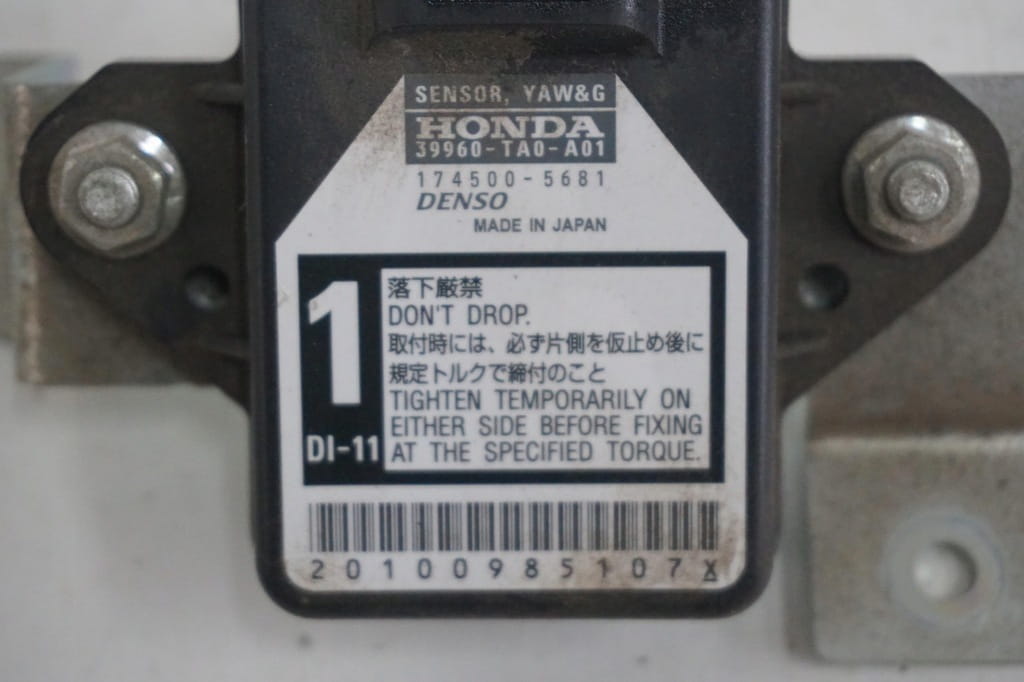 SENSOR, YAW&G
HONDA
39960-TA0-A01
174500-5681
DENSO
MADE IN JAPAN
1
DI-11
落下厳禁
DON'T DROP.
取付時には、必ず片側を仮止め後に
規定トルクで締付のこと
TIGHTEN TEMPORARILY ON
EITHER SIDE BEFORE FIXING
AT THE SPECIFIED TORQUE.
201009985107